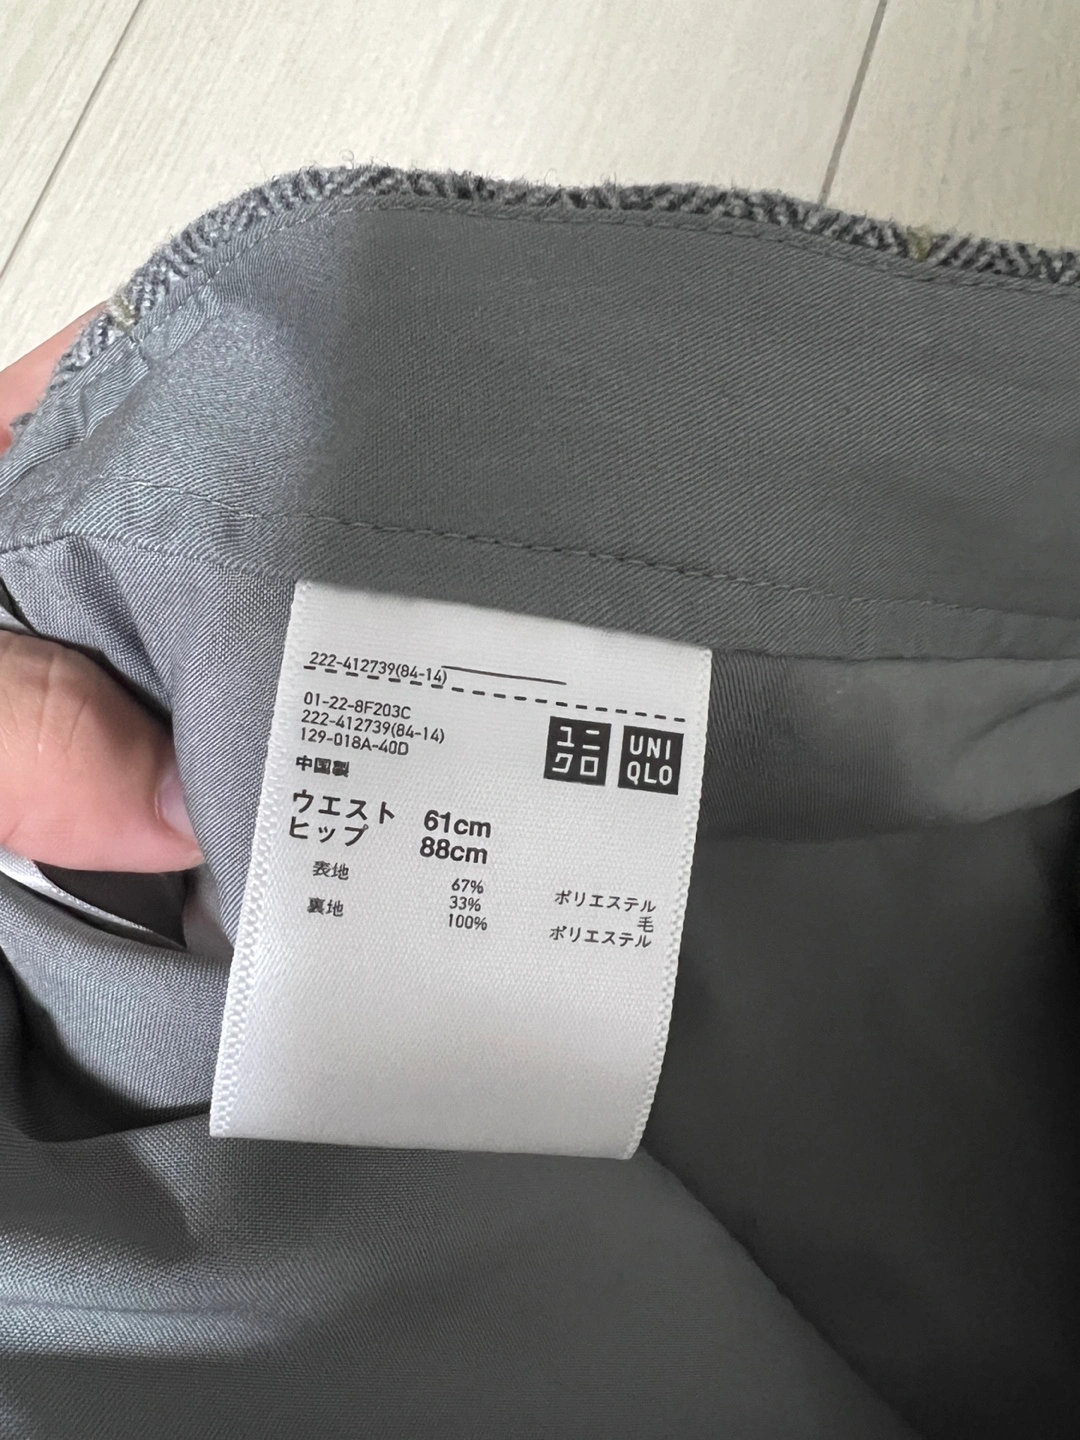 222-412739(84-14)
01-22-8F203C
222-412739(84-14)
129-018A-40D
中国製
ユニ
クロ
UNI
QLO
ウエスト 61cm
ヒップ 88cm
表地 67% ポリエステル
33% 毛
裏地 100% ポリエステル